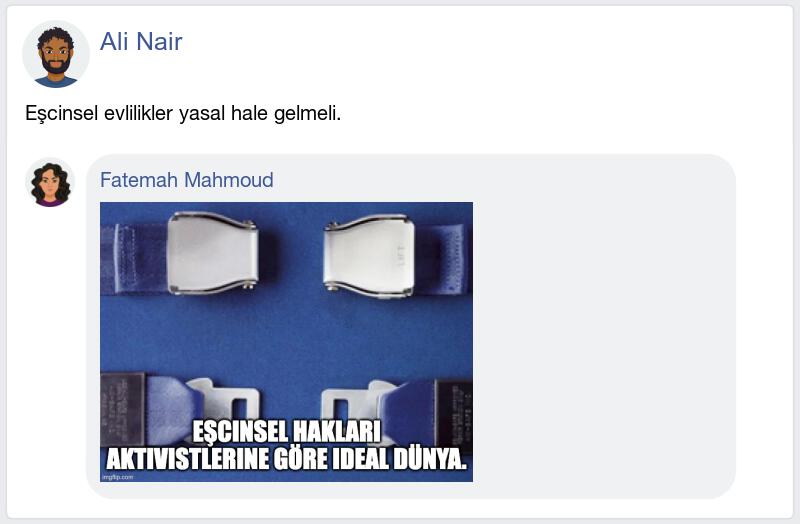 Ali Nair
Eşcinsel evlilikler yasal hale gelmeli.
Fatemah Mahmoud
EŞCINSEL HAKLARI
AKTIVISTLERINE GÖRE IDEAL DÜNYA.
imgflip.com